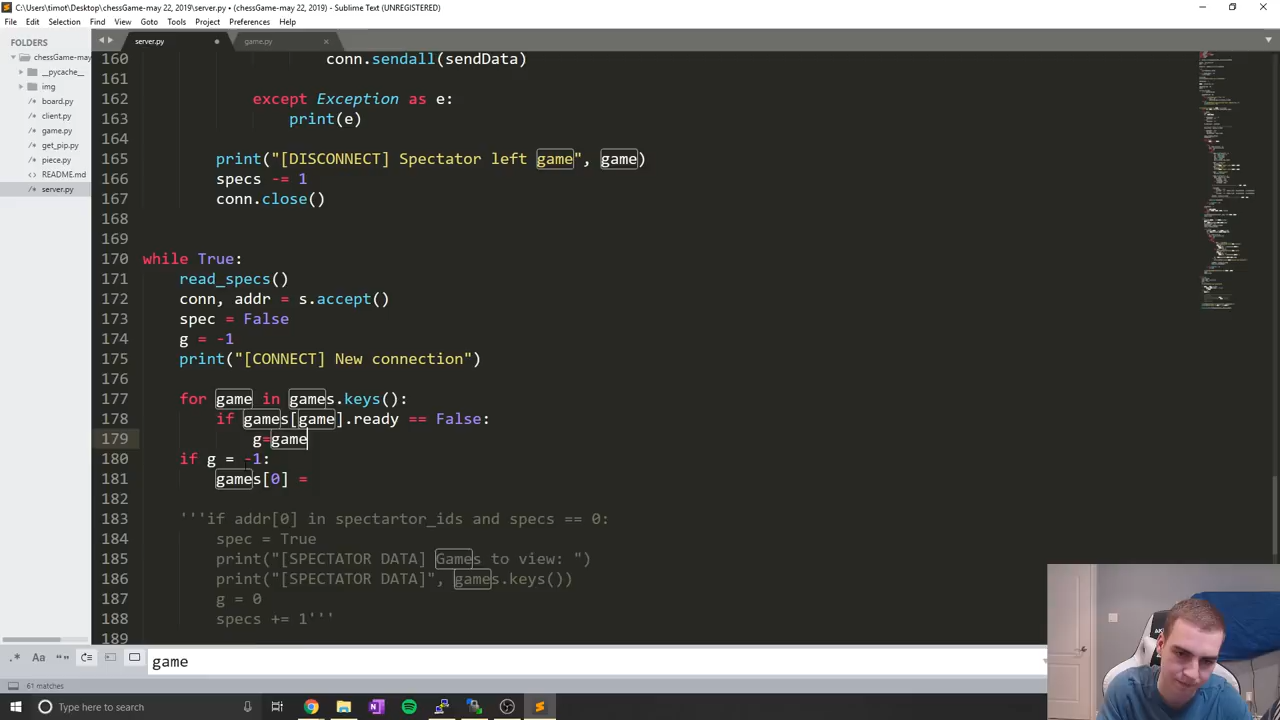 C:\Users\timot\Desktop\chessGame-may 22, 2019\server.py (chessGame-may 22, 2019) - Sublime Text (UNREGISTERED)
File Edit Selection Find View Goto Tools Project Preferences Help
FOLDERS
chessGame-may
__pycache__
img
board.py
client.py
game.py
get_pip.py
piece.py
README.md
server.py
server.py
game.py
160 conn.sendall(sendData)
161
162 except Exception as e:
163 print(e)
164
165 print("[DISCONNECT] Spectator left game", game)
166 specs -= 1
167 conn.close()
168
169
170 while True:
171 read_specs()
172 conn, addr = s.accept()
173 spec = False
174 g = -1
175 print("[CONNECT] New connection")
176
177 for game in games.keys():
178 if games[game].ready == False:
179 g=game
180 if g = -1:
181 games[0] =
182
183 '''if addr[0] in spectartor_ids and specs == 0:
184 spec = True
185 print("[SPECTATOR DATA] Games to view: ")
186 print("[SPECTATOR DATA]", games.keys())
187 g = 0
188 specs += 1'''
189
.* Aa “”
game
61 matches
Type here to search